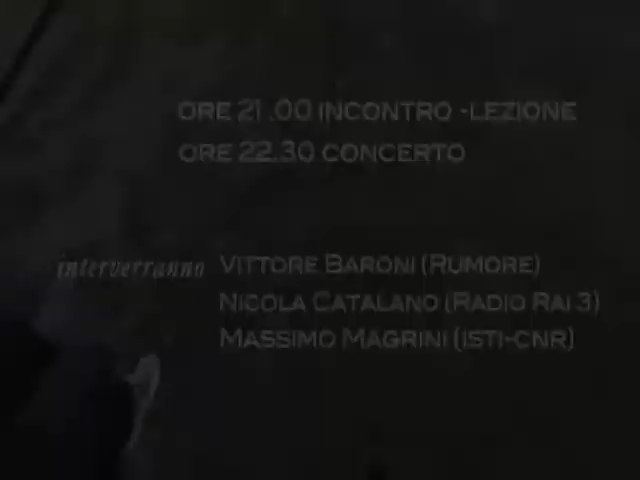 ORE 21.00 INCONTRO -LEZIONE
ORE 22.30 CONCERTO
interverranno VITTORE BARONI (RUMORE)
NICOLA CATALANO (RADIO RAI 3)
MASSIMO MAGRINI (ISTI-CNR)